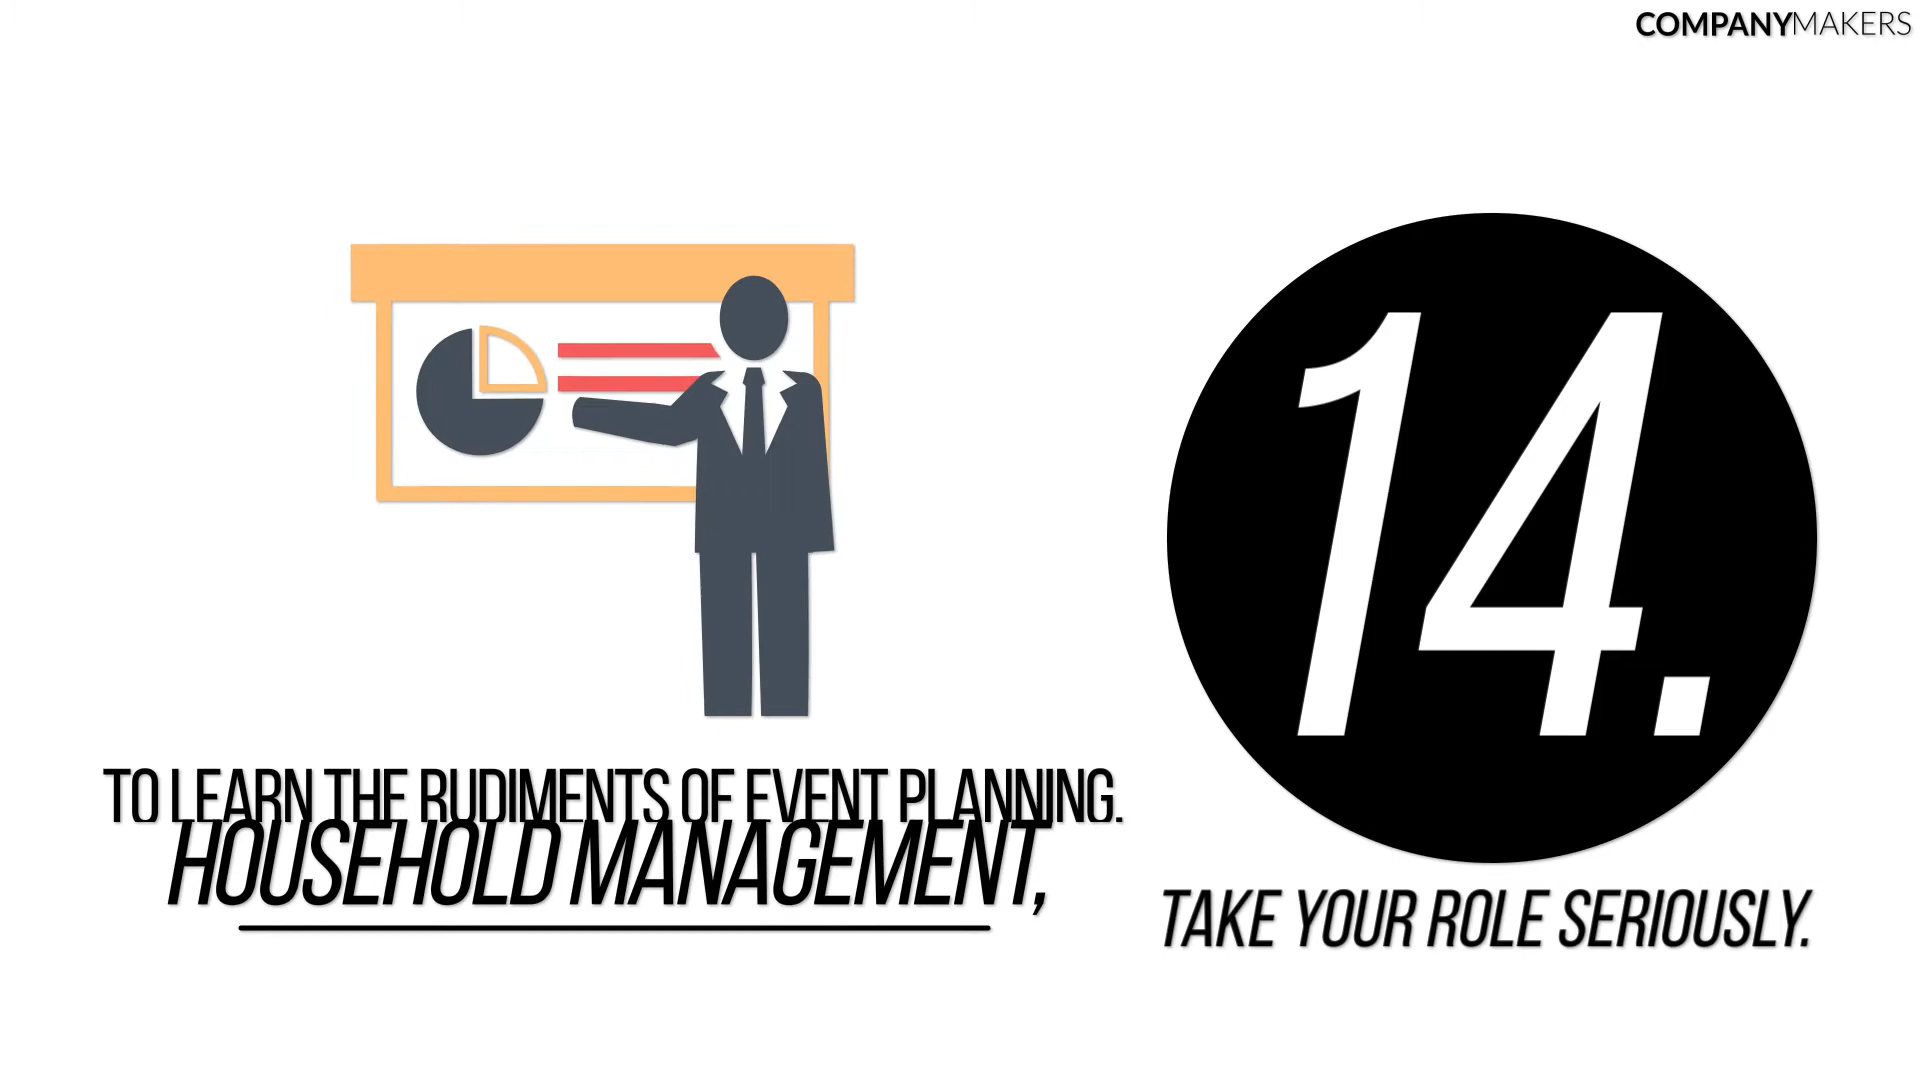 COMPANYMAKERS
14.
TO LEARN THE RUDIMENTS OF EVENT PLANNING.
HOUSEHOLD MANAGEMENT,
TAKE YOUR ROLE SERIOUSLY.